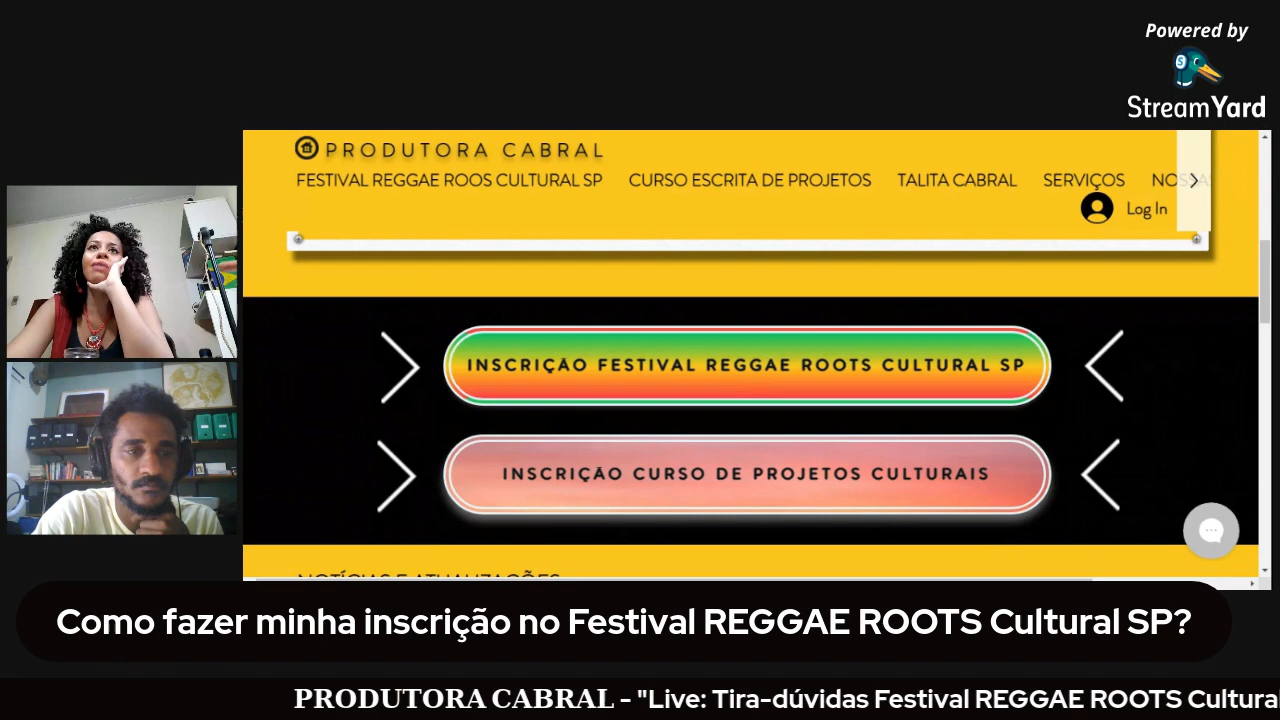 Powered by
StreamYard
PRODUTORA CABRAL
FESTIVAL REGGAE ROOS CULTURAL SP CURSO ESCRITA DE PROJETOS TALITA CABRAL SERVIÇOS
Log In
INSCRIÇÃO FESTIVAL REGGAE ROOTS CULTURAL SP
INSCRIÇÃO CURSO DE PROJETOS CULTURAIS
NOTÍCIAS E ATUALIZAÇÕES
Como fazer minha inscrição no Festival REGGAE ROOTS Cultural SP?
PRODUTORA CABRAL - "Live: Tira-dúvidas Festival REGGAE ROOTS Cultura